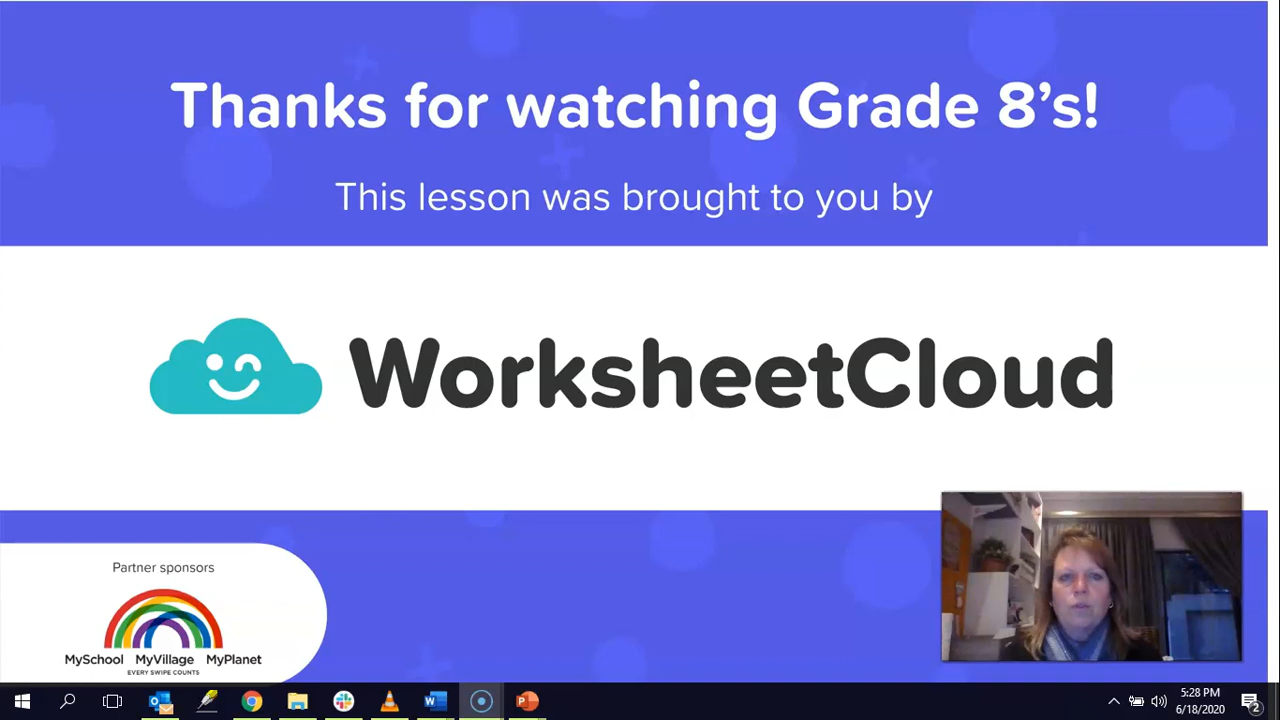 Thanks for watching Grade 8's!
This lesson was brought to you by
WorksheetCloud
Partner sponsors
MySchool MyVillage MyPlanet
EVERY SWIPE COUNTS
5:28 PM
6/18/2020
2